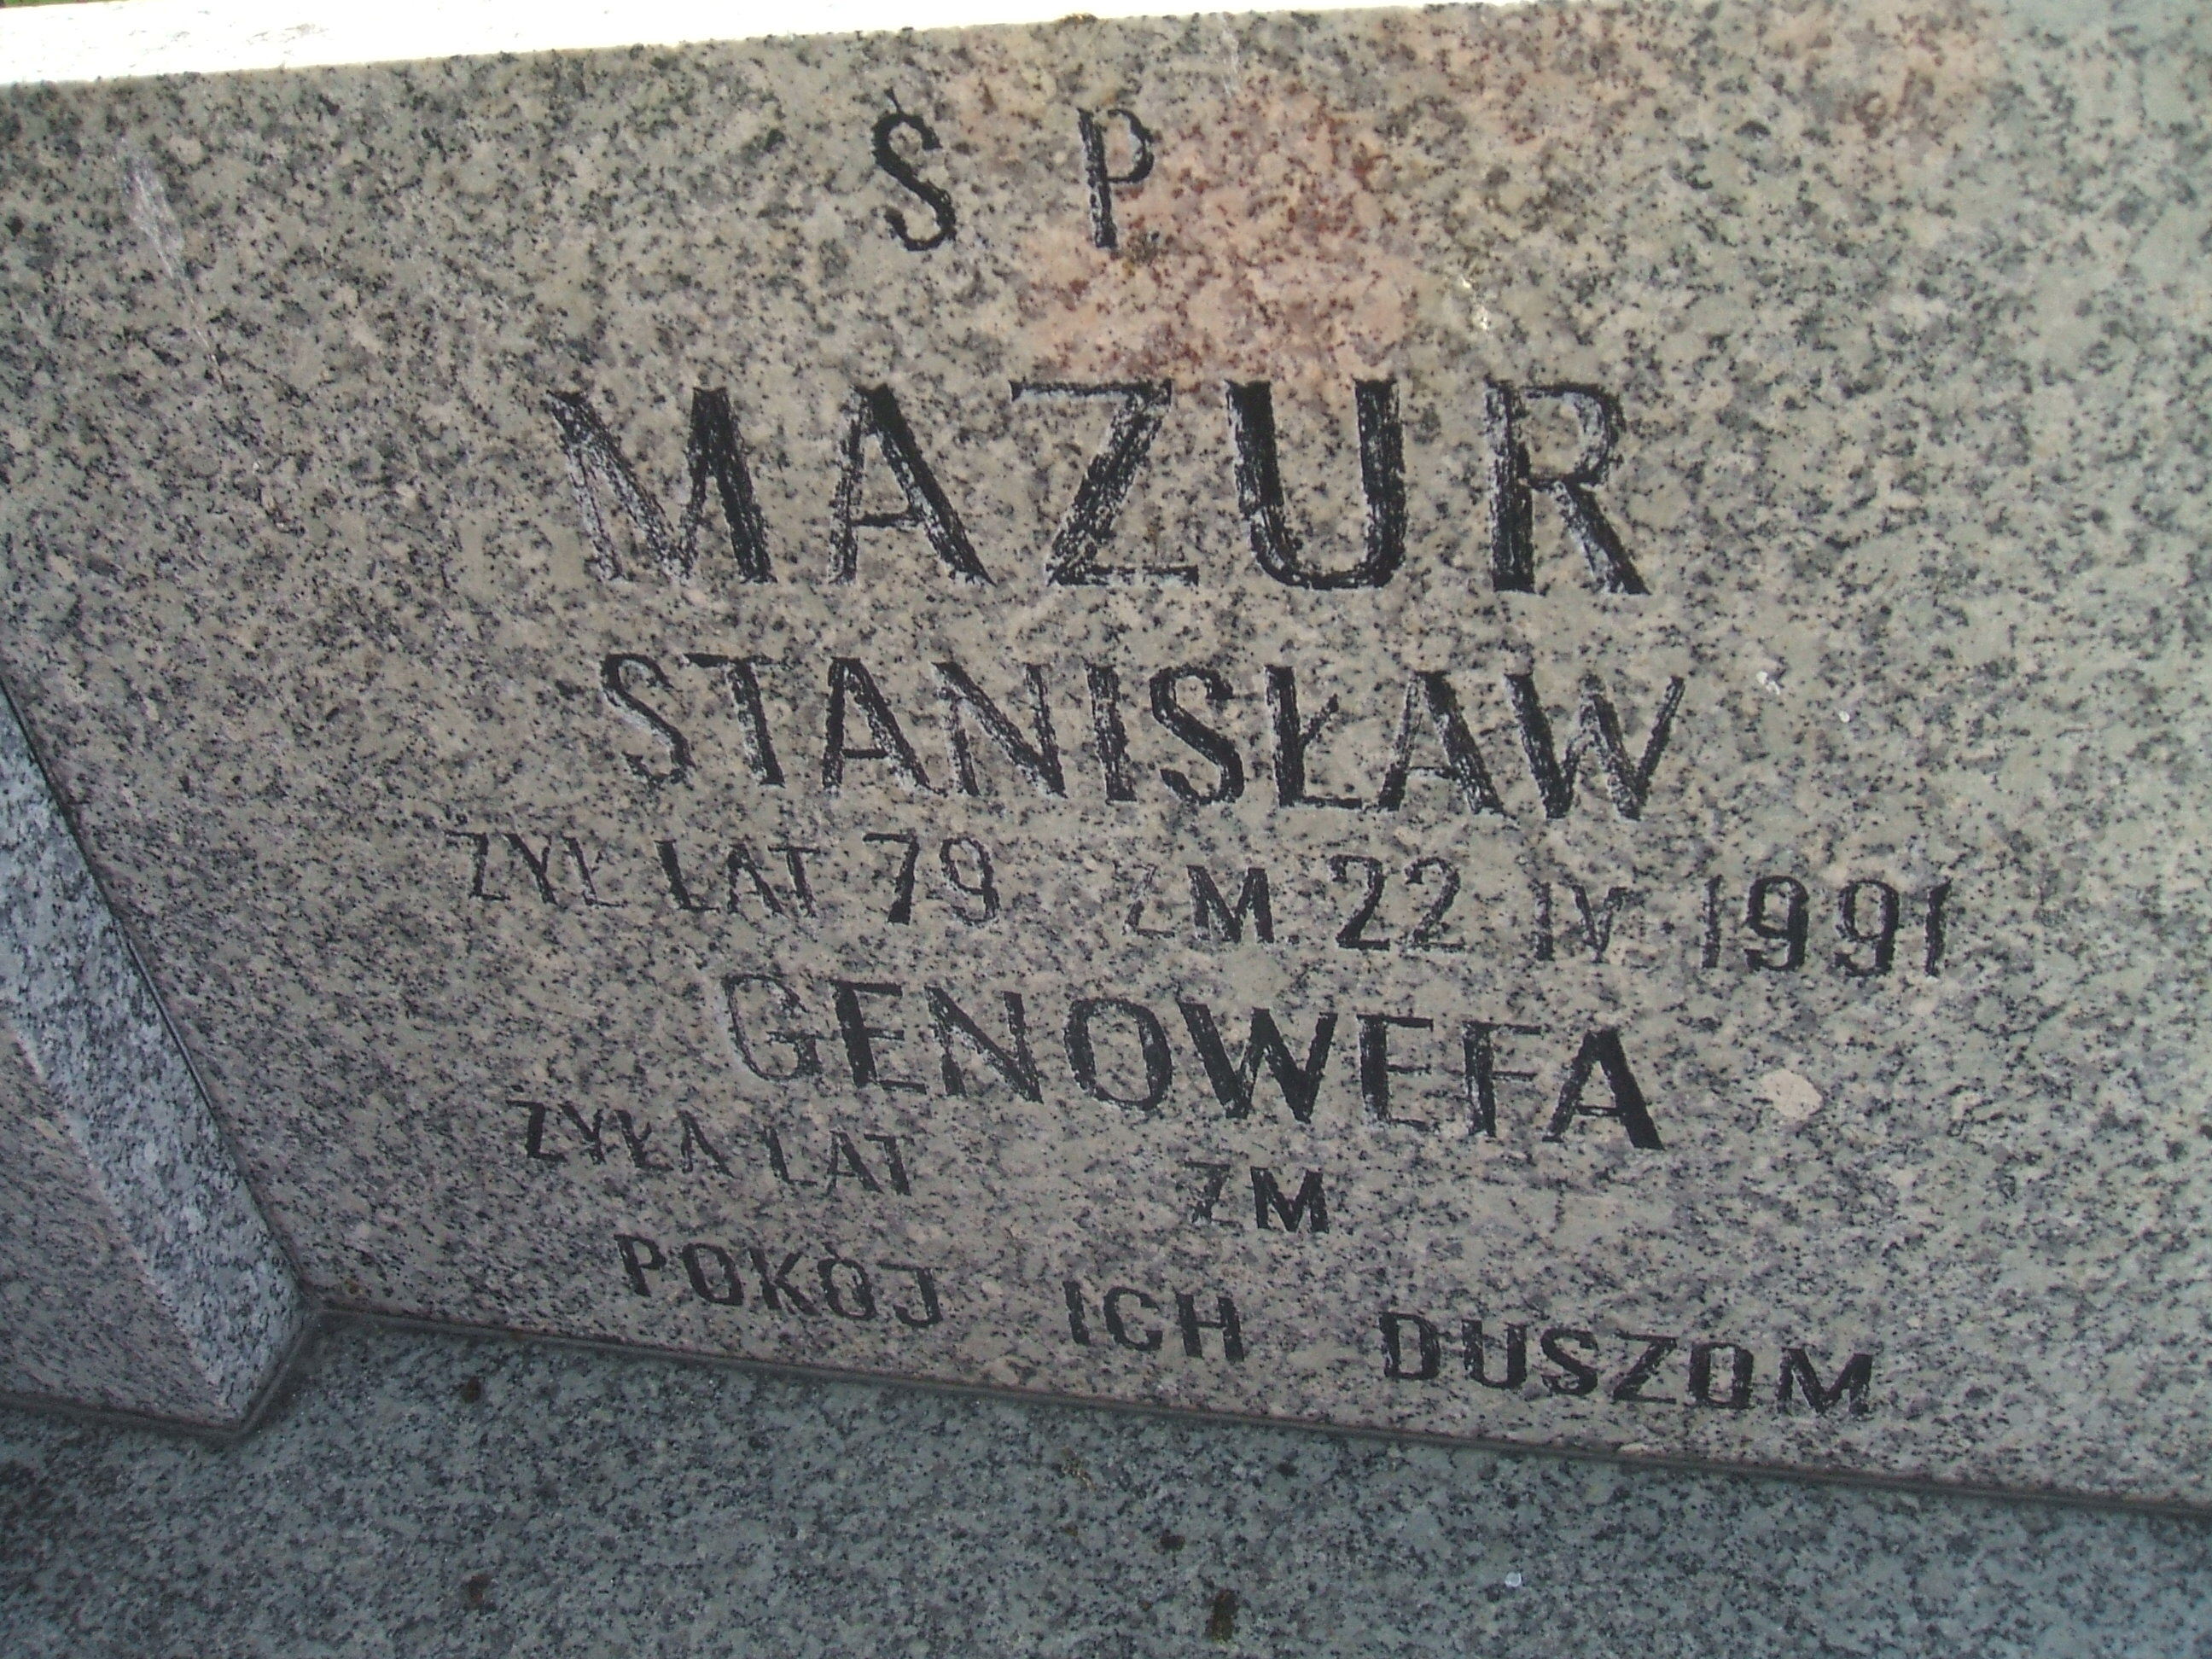 Ś P
MAZUR
STANISŁAW
ŻYŁ LAT 79 ZM. 22 IV 1991
GENOWEFA
ŻYŁA LAT ZM
POKÓJ ICH DUSZOM